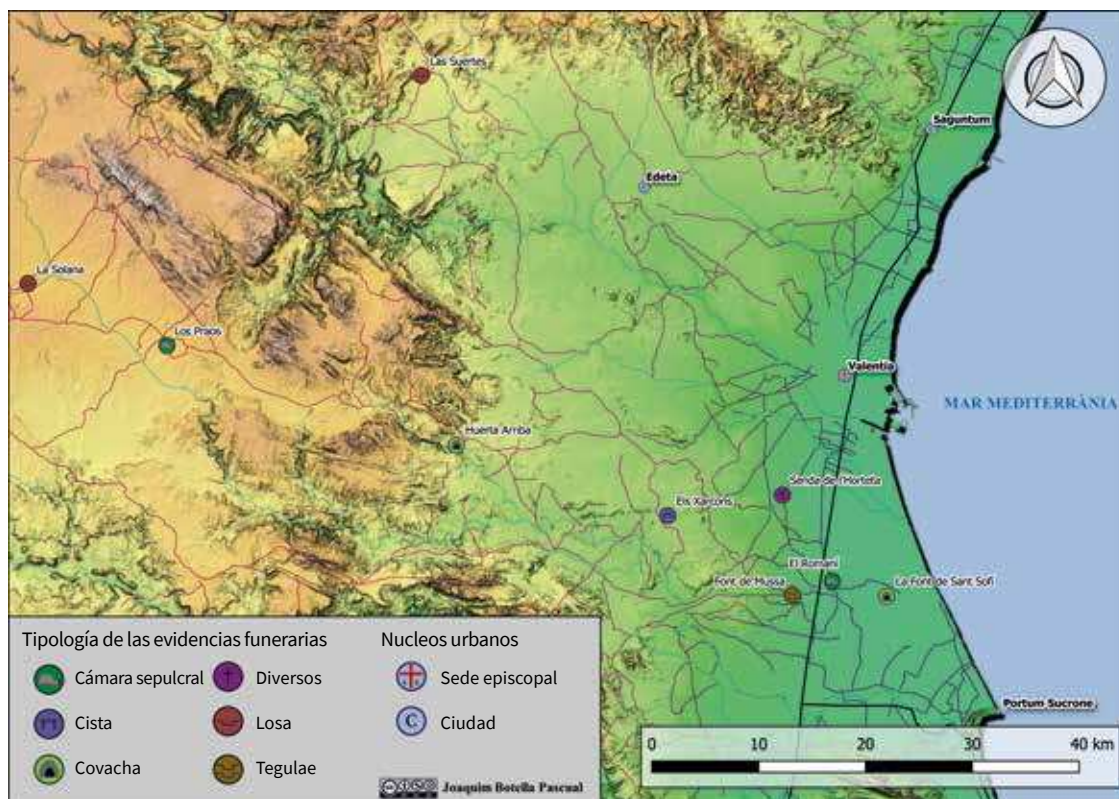 Las Suertes
Saguntum
Edeta
La Solana
Los Praos
Valentia
MAR MEDITERRÀNIA
Huerta Arriba
Senda de l'Horteta
Els Xarcons
El Romaní
Font de Mussa
La Font de Sant Sofi
Portum Sucrone
Tipología de las evidencias funerarias
Cámara sepulcral
Diversos
Cista
Losa
Covacha
Tegulae
Nucleos urbanos
Sede episcopal
C Ciudad
Joaquim Botella Pascual
0 10 20 30 40 km